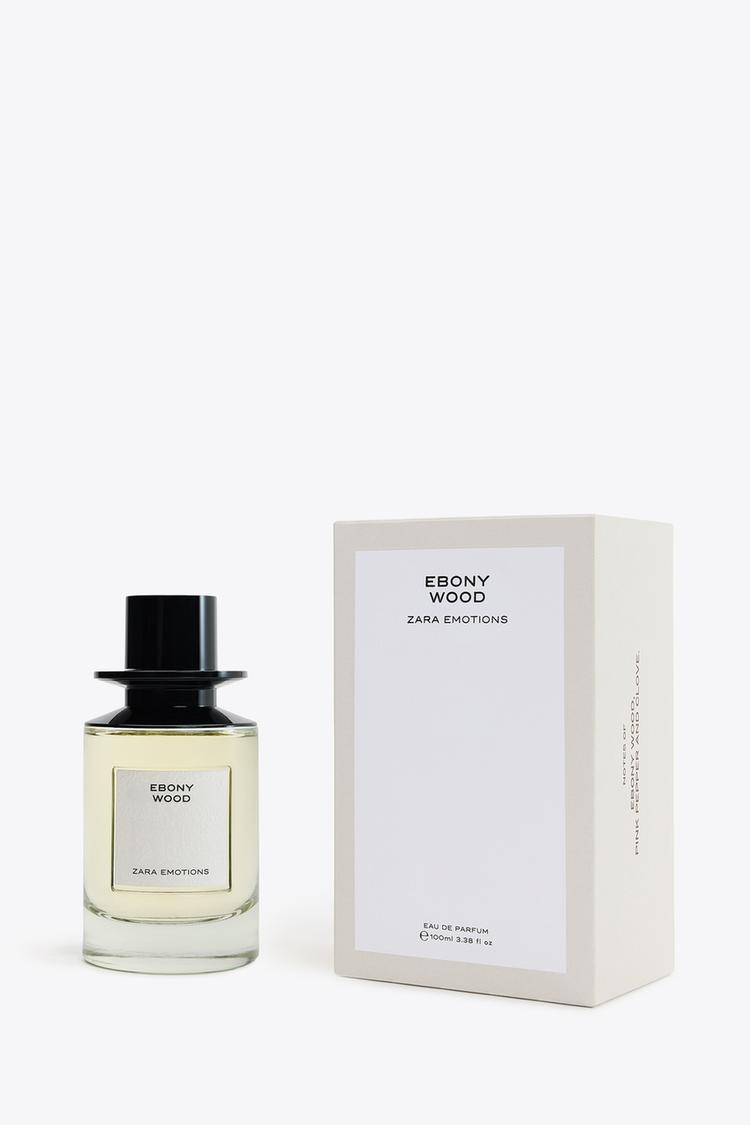 EBONY
WOOD
ZARA EMOTIONS
EBONY
WOOD
ZARA EMOTIONS
EAU DE PARFUM
℮100ml 3.38 fl oz
NOTES OF
EBONY WOOD,
PINK PEPPER AND CLOVE.